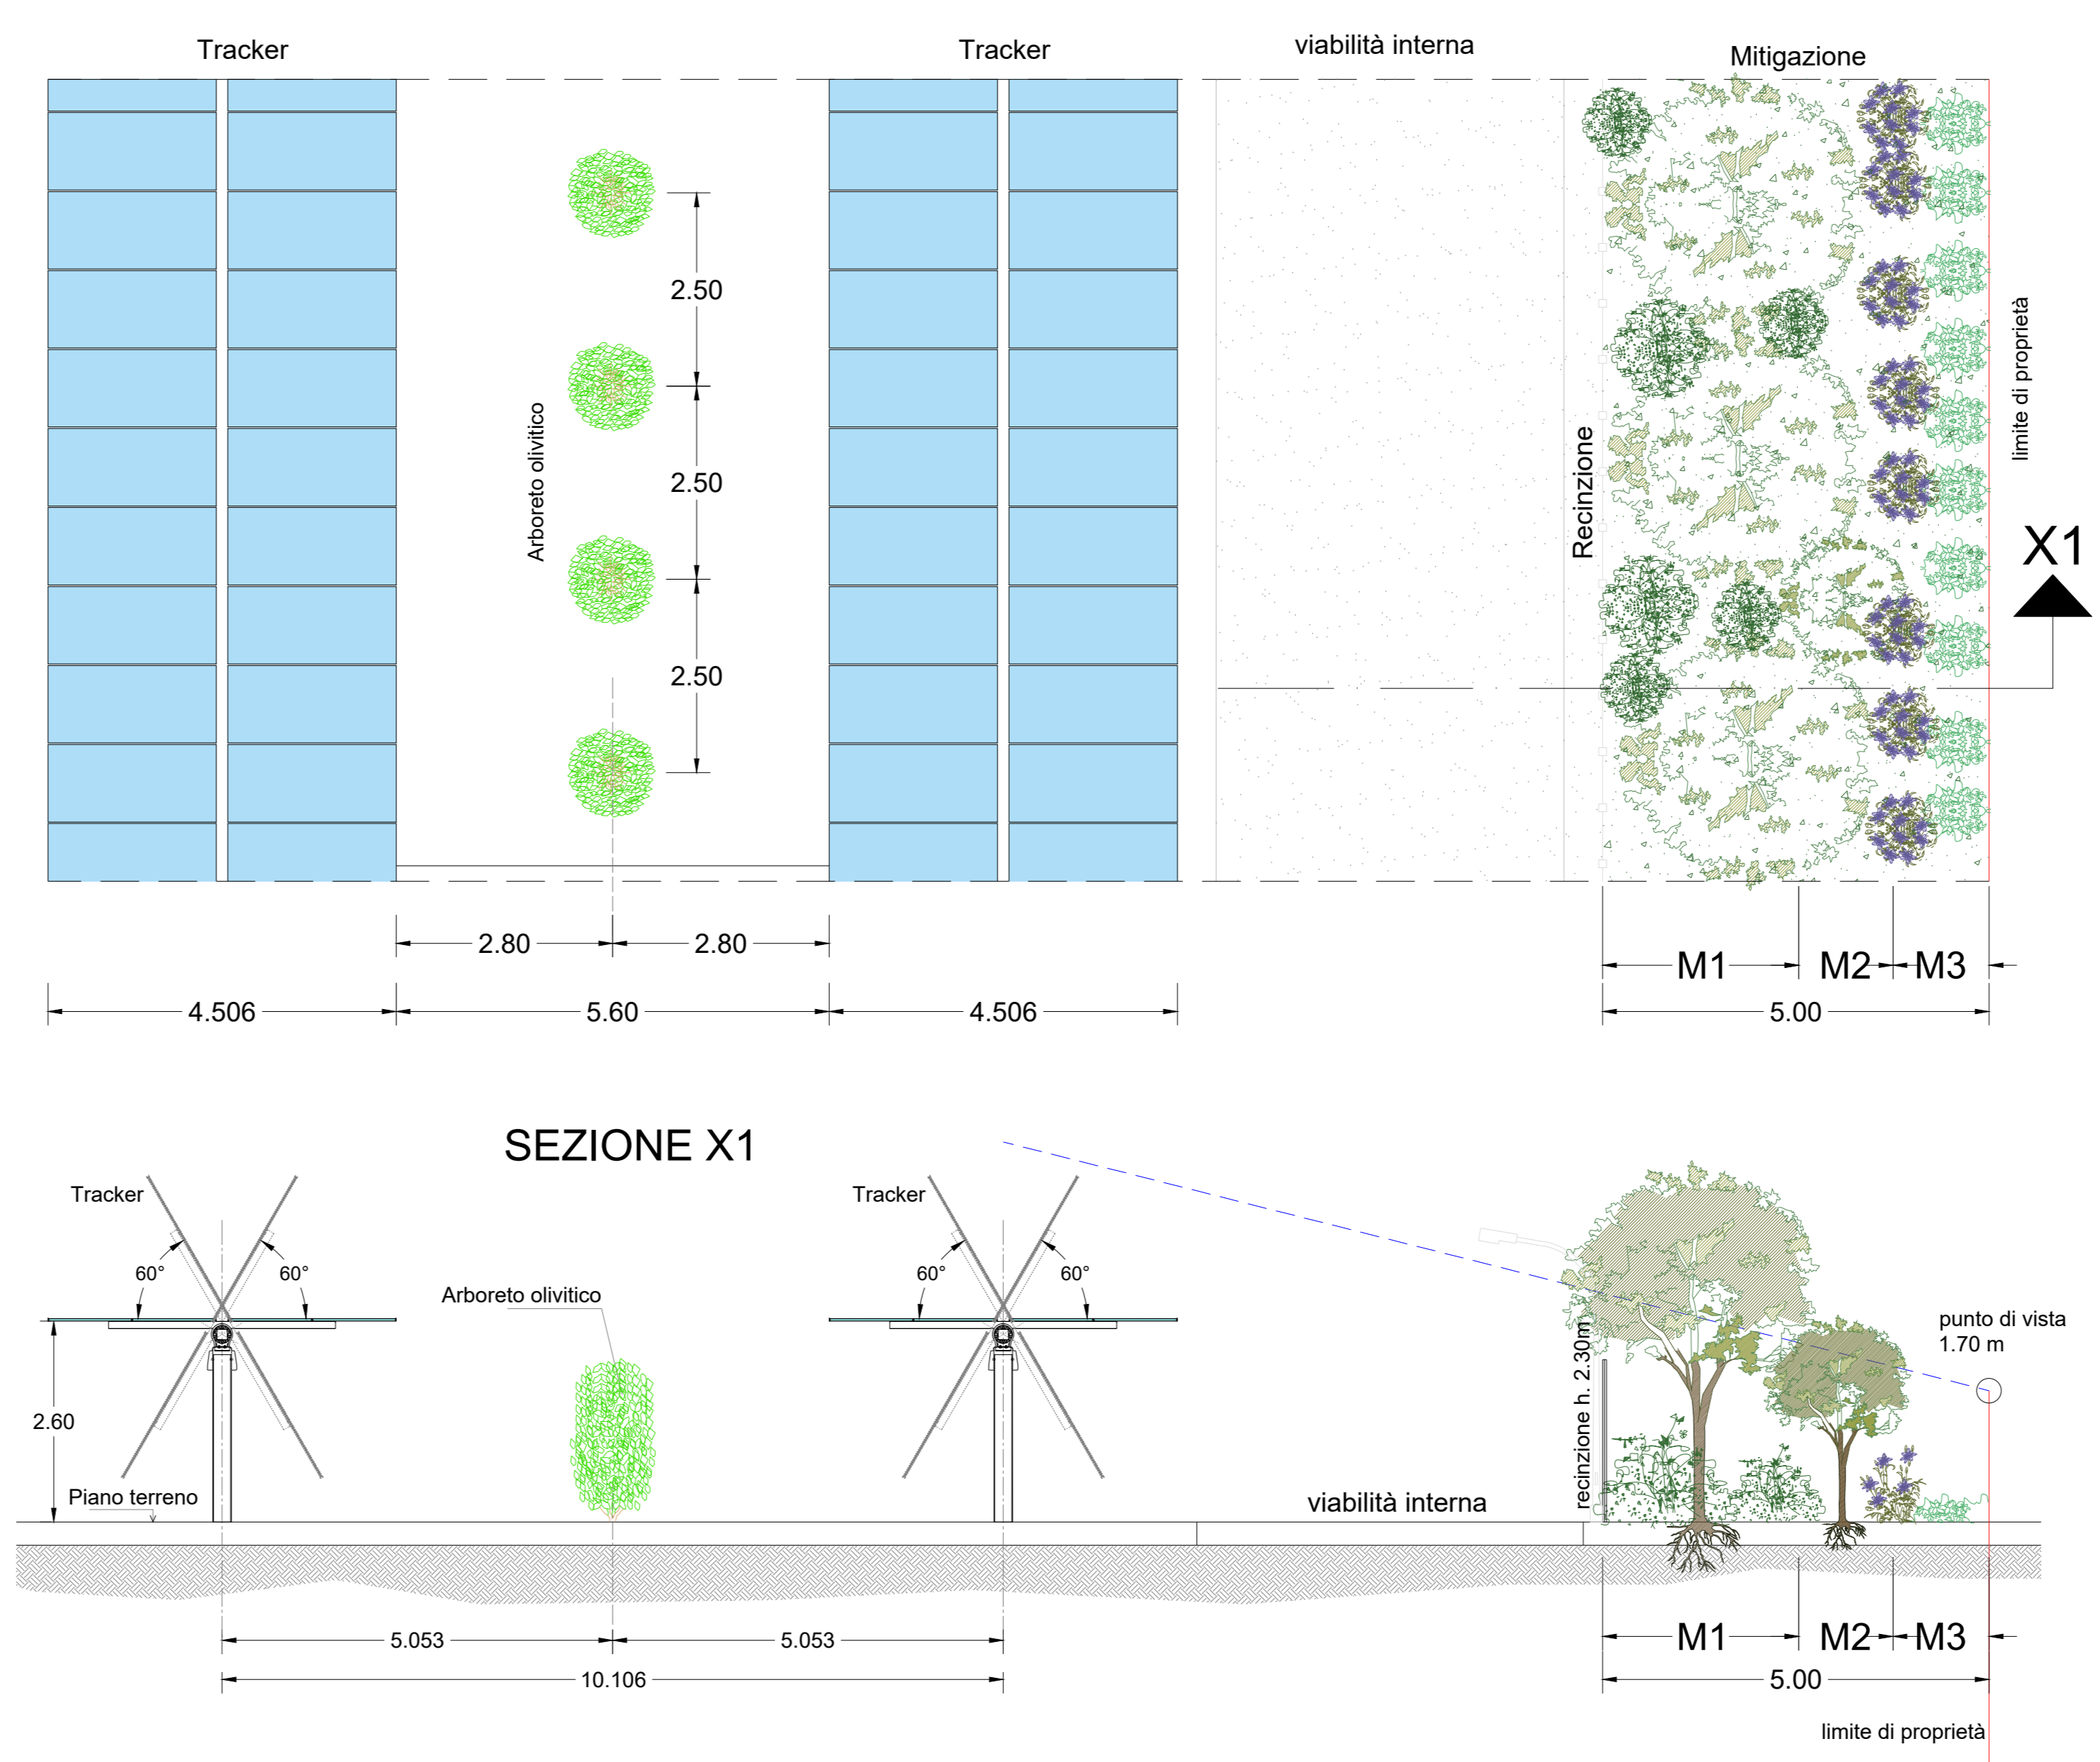 Tracker
Tracker
viabilità interna
Mitigazione
2.50
2.50
2.50
Arboreto olivitico
Recinzione
limite di proprietà
X1
2.80
2.80
4.506
5.60
4.506
M1
M2
M3
5.00
SEZIONE X1
Tracker
60°
60°
2.60
Piano terreno
Arboreto olivitico
Tracker
60°
60°
viabilità interna
recinzione h. 2.30m
punto di vista
1.70 m
5.053
5.053
10.106
M1
M2
M3
5.00
limite di proprietà